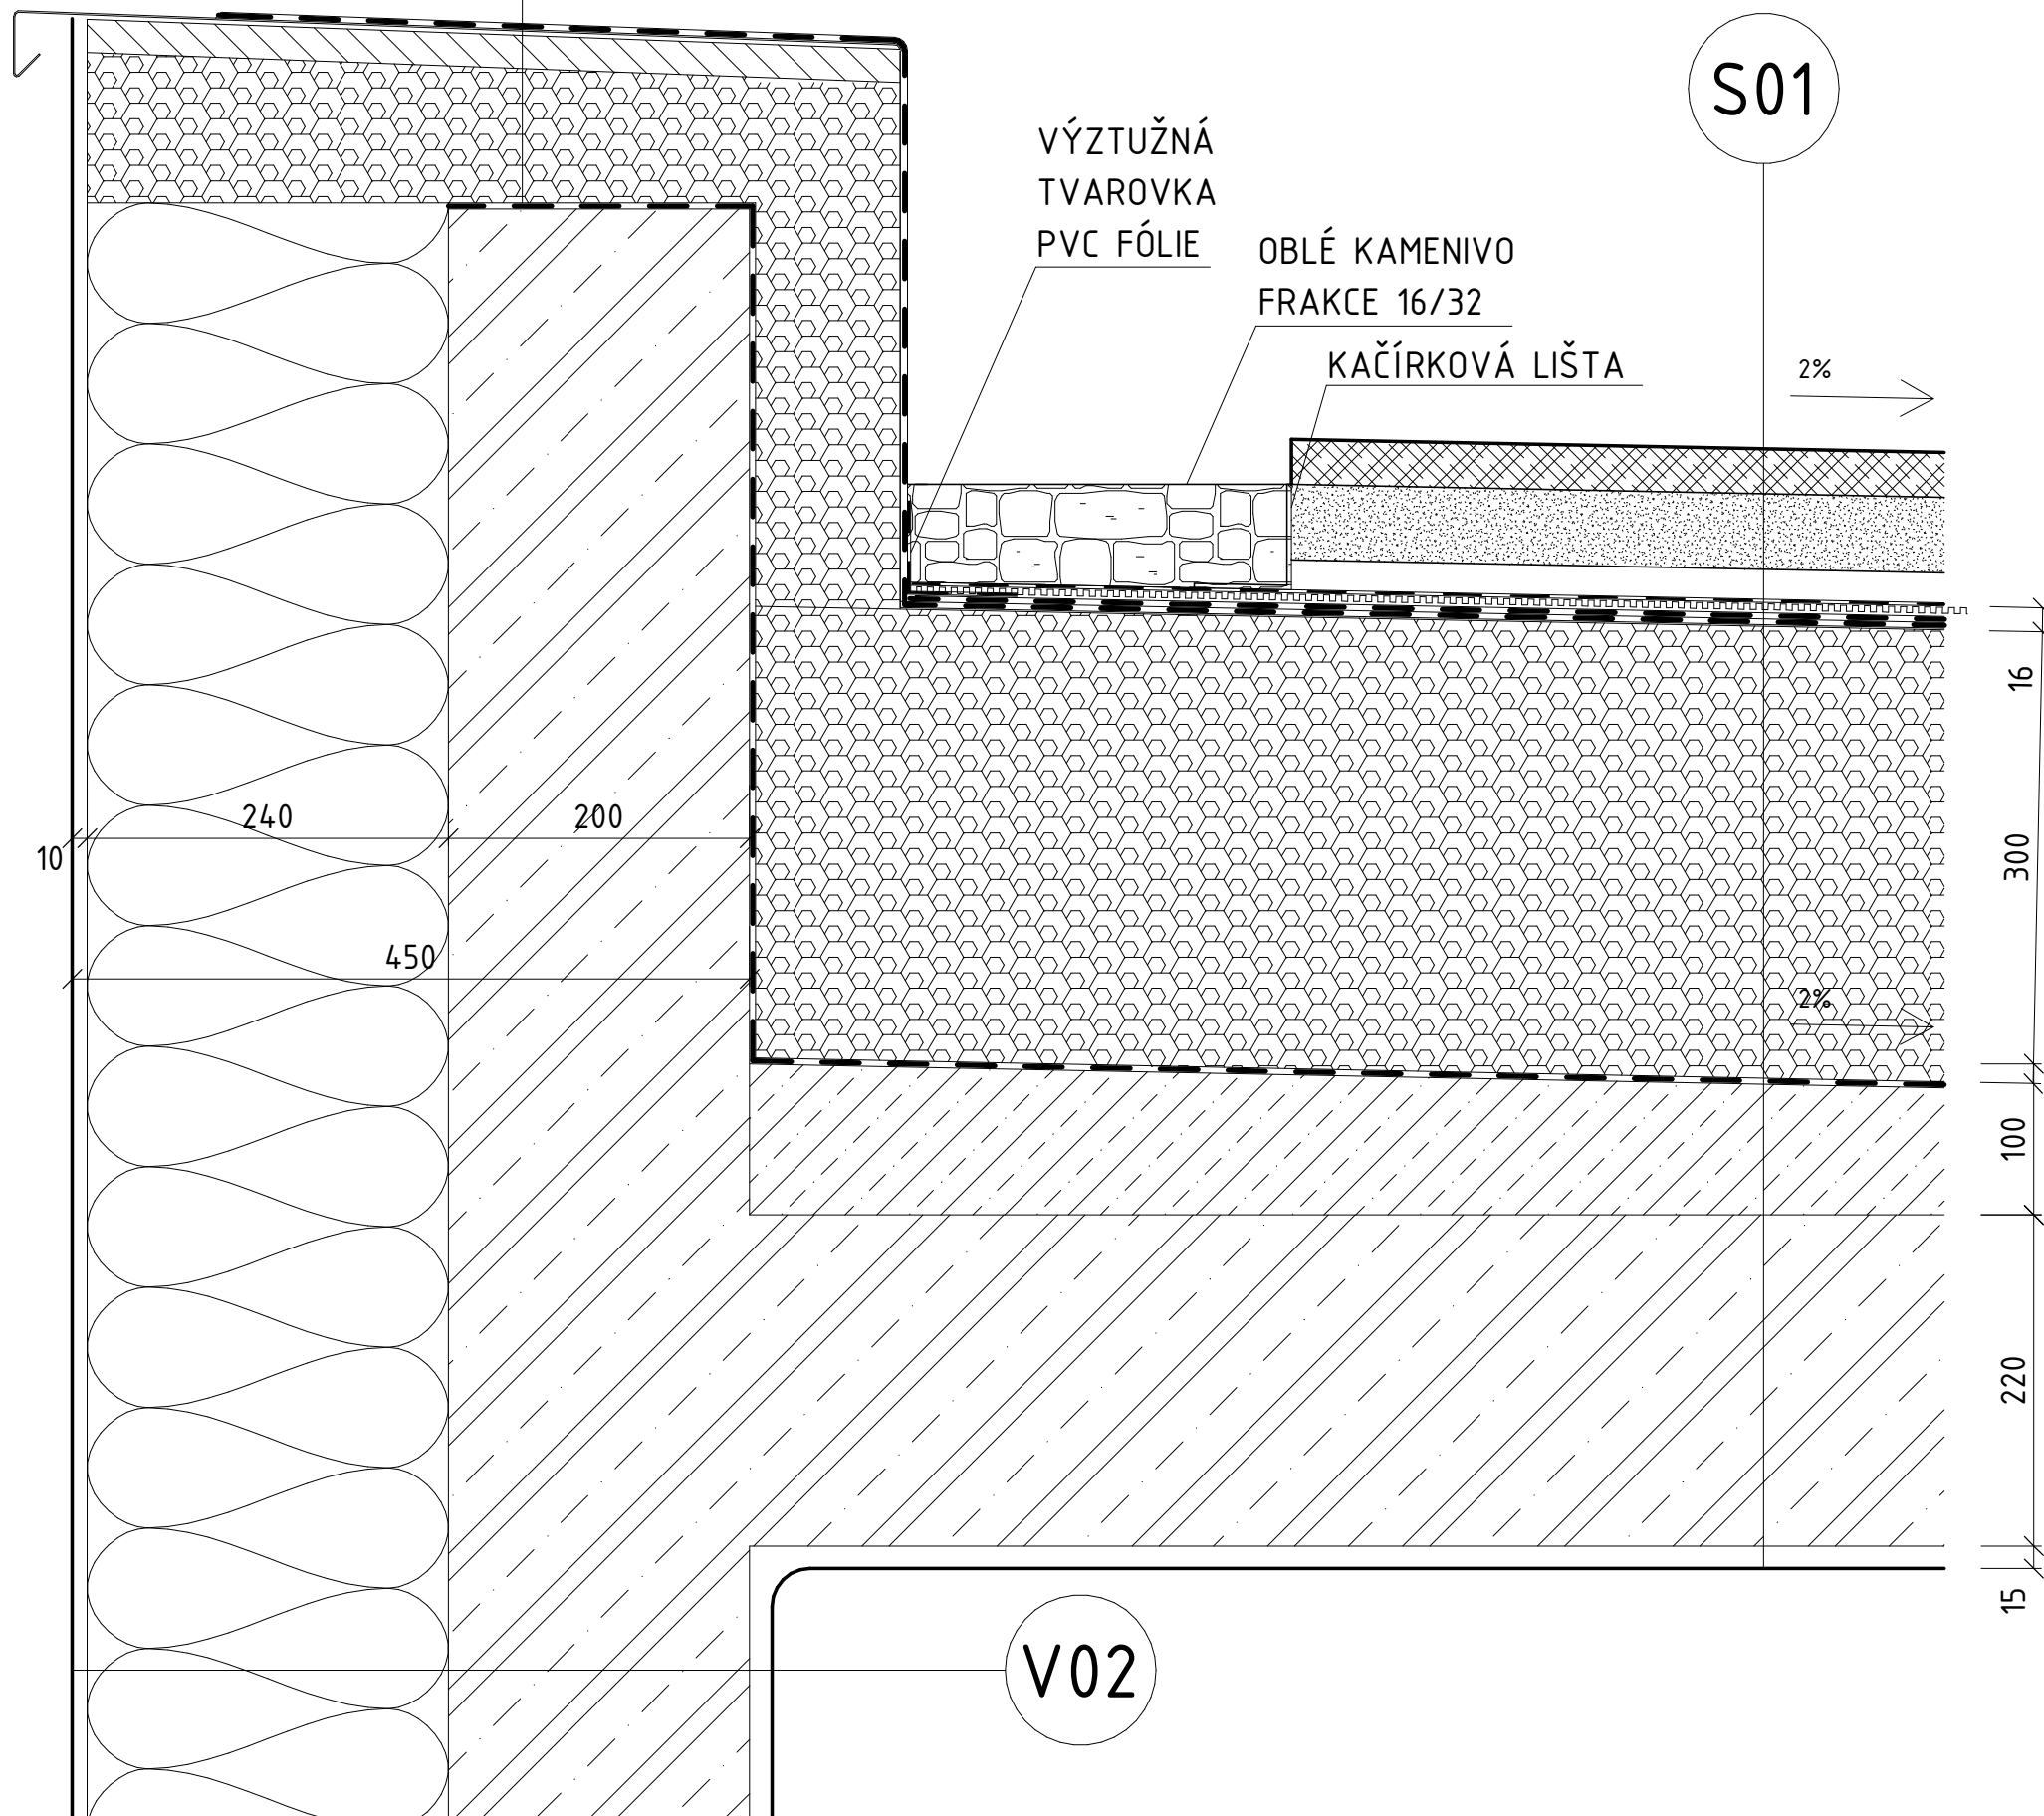 S01
VÝZTUŽNÁ
TVAROVKA
PVC FÓLIE
OBLÉ KAMENIVO
FRAKCE 16/32
KAČÍRKOVÁ LIŠTA
2%
16
240
200
10
300
450
2%
100
220
15
V02